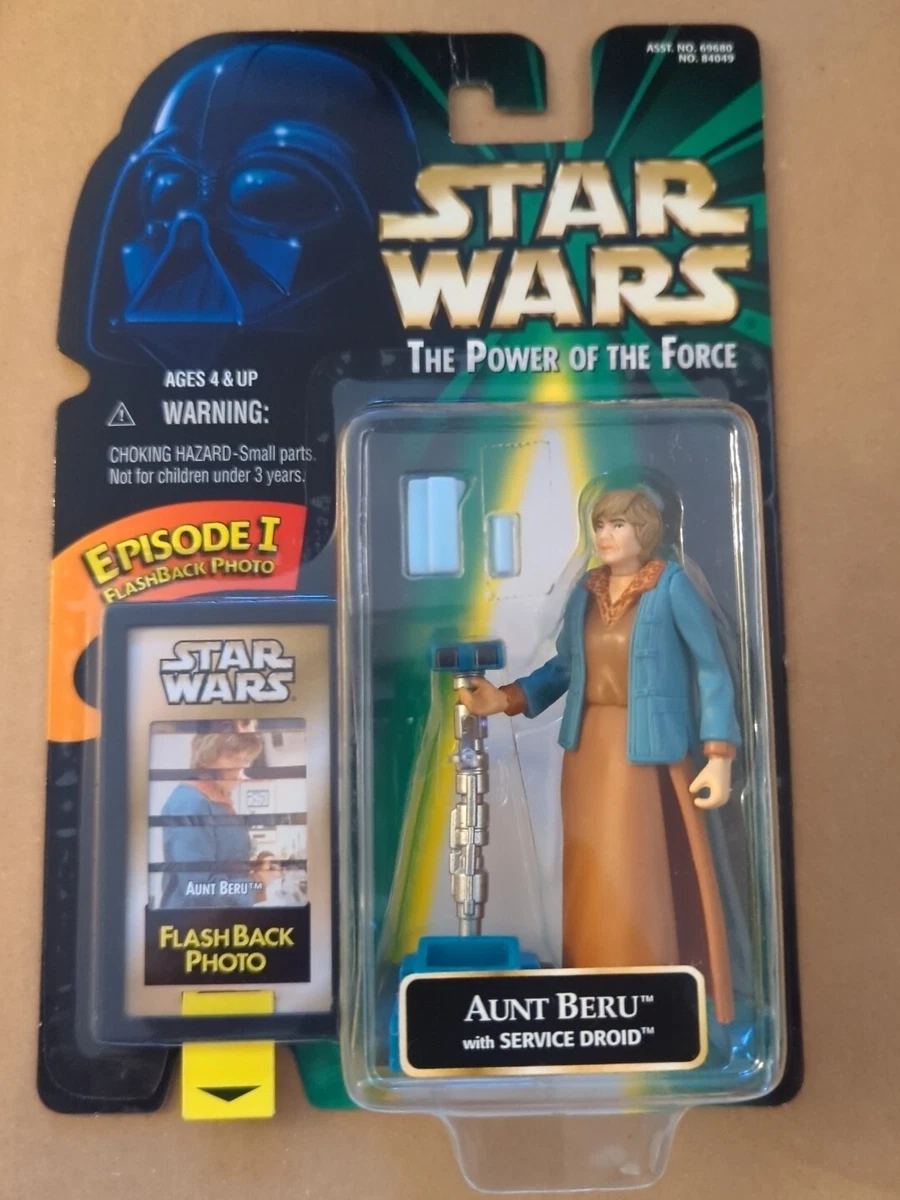 ASST. NO. 69680
NO. 84049
STAR
WARS
THE POWER OF THE FORCE
AGES 4 & UP
WARNING:
CHOKING HAZARD-Small parts.
Not for children under 3 years.
EPISODE I
FLASHBACK PHOTO
STAR
WARS
AUNT BERU™
FLASHBACK
PHOTO
AUNT BERU™
with SERVICE DROID™